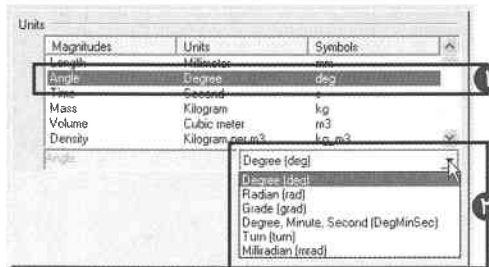 Units
Magnitudes Units Symbols
Length Millimeter mm
Angle Degree deg
Time Second s
Mass Kilogram kg
Volume Cubic meter m3
Density Kilogram per m3 kg_m3
Angle Degree (deg)
Degree (deg)
Radian (rad)
Grade (grad)
Degree, Minute, Second (DegMinSec)
Turn (turn)
Milliradian (mrad)